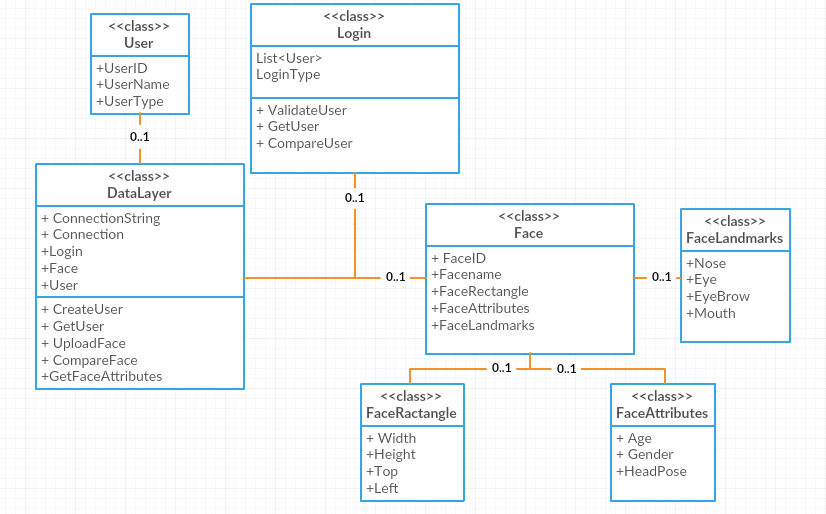 <<class>>
User
+UserID
+UserName
+UserType
0..1
<<class>>
Login
List<User>
LoginType
+ ValidateUser
+ GetUser
+ CompareUser
0..1
<<class>>
DataLayer
+ ConnectionString
+ Connection
+Login
+Face
+User
+ CreateUser
+ GetUser
+ UploadFace
+ CompareFace
+GetFaceAttributes
0..1
<<class>>
Face
+ FaceID
+Facename
+FaceRectangle
+FaceAttributes
+FaceLandmarks
0..1
<<class>>
FaceLandmarks
+Nose
+Eye
+EyeBrow
+Mouth
0..1
0..1
<<class>>
FaceRactangle
+ Width
+Height
+Top
+Left
<<class>>
FaceAttributes
+ Age
+ Gender
+HeadPose